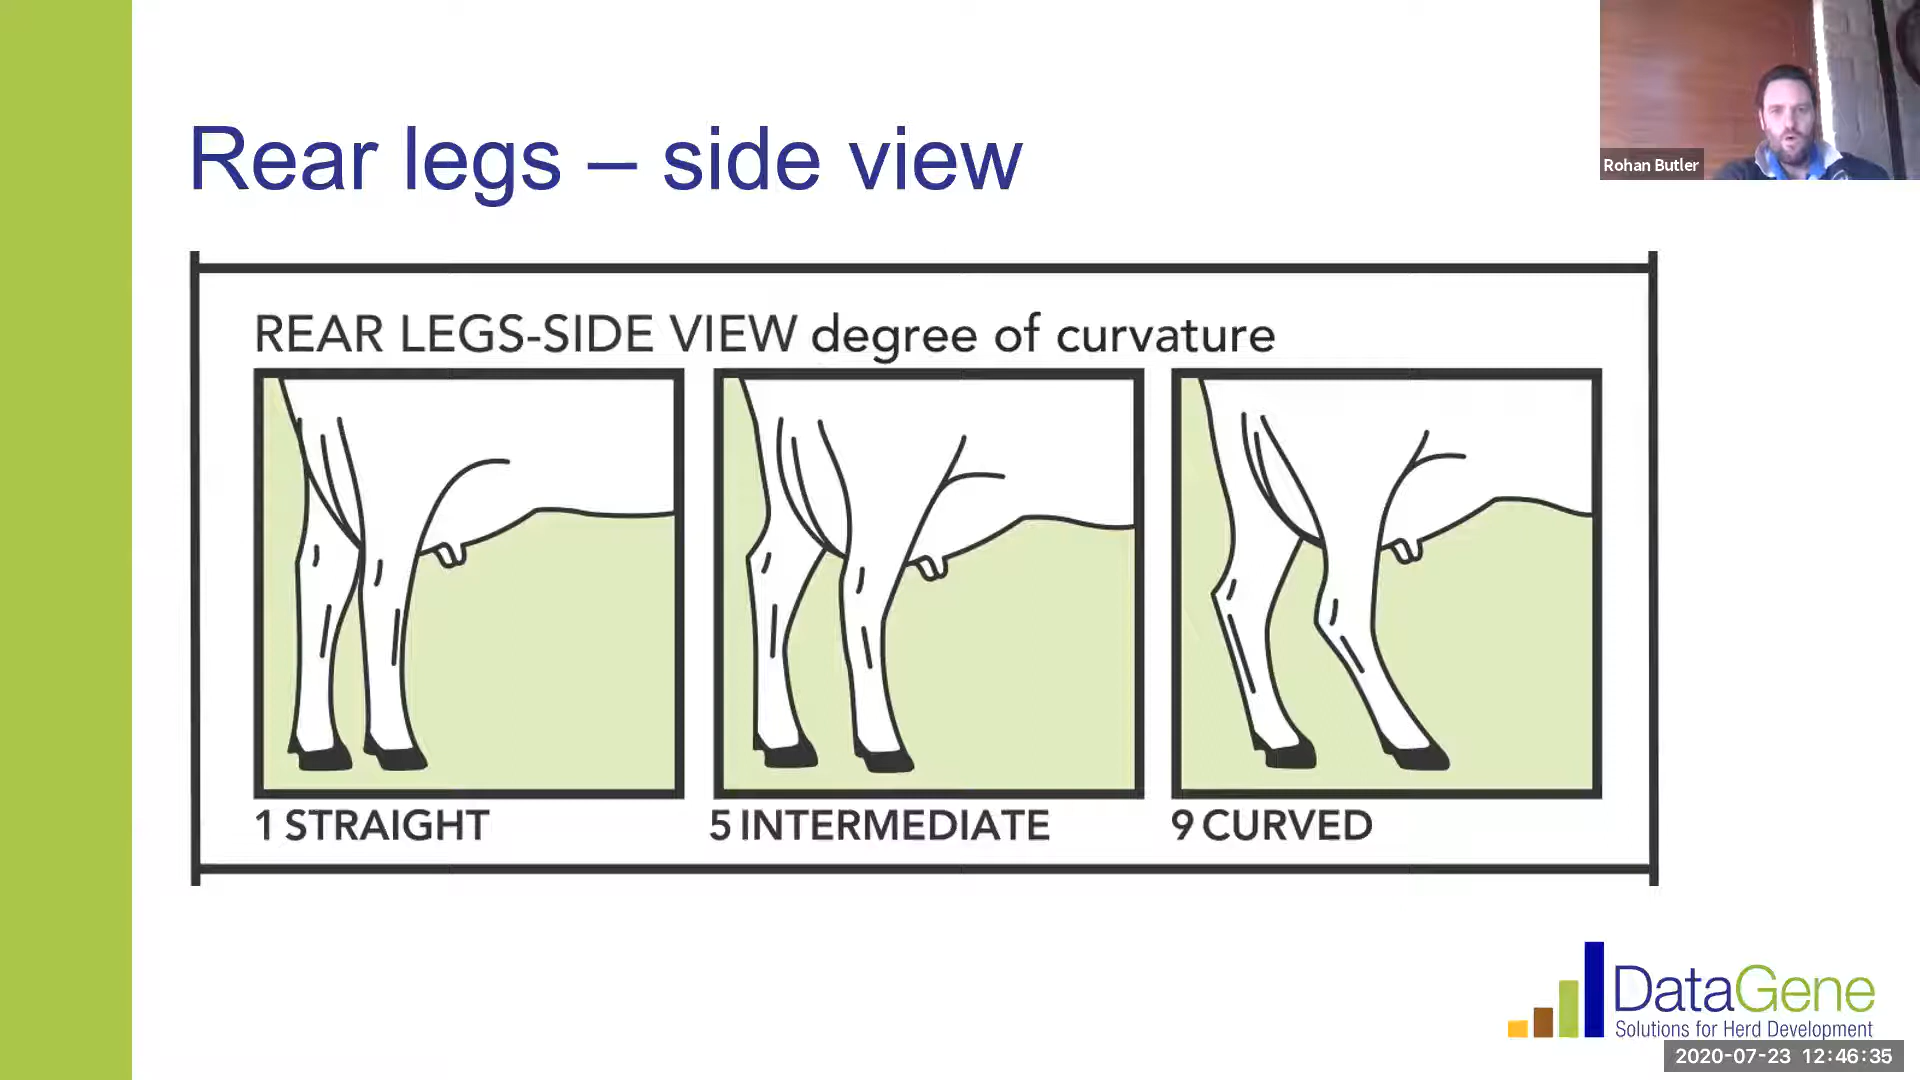 Rear legs – side view
Rohan Butler
REAR LEGS-SIDE VIEW degree of curvature
1 STRAIGHT
5 INTERMEDIATE
9 CURVED
DataGene
Solutions for Herd Development
2020-07-23 12:46:35